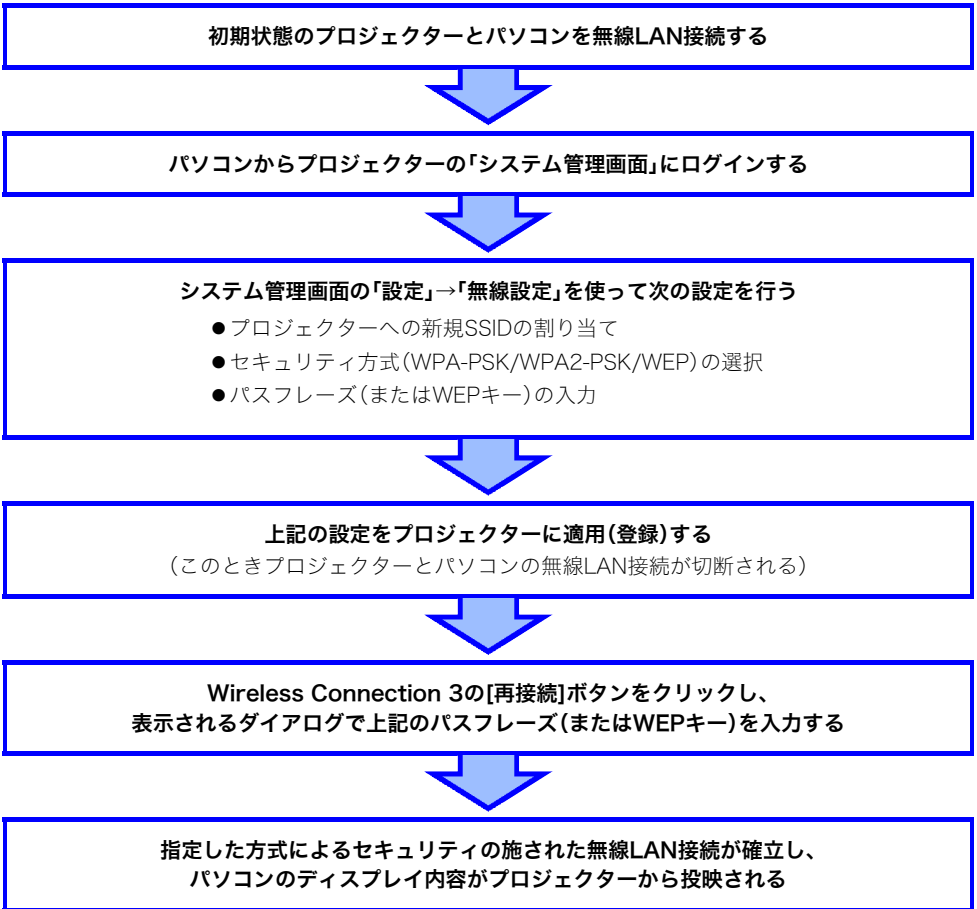 初期状態のプロジェクターとパソコンを無線LAN接続する
パソコンからプロジェクターの「システム管理画面」にログインする
システム管理画面の「設定」→「無線設定」を使って次の設定を行う
●プロジェクターへの新規SSIDの割り当て
●セキュリティ方式（WPA-PSK/WPA2-PSK/WEP）の選択
●パスフレーズ（またはWEPキー）の入力
上記の設定をプロジェクターに適用（登録）する
（このときプロジェクターとパソコンの無線LAN接続が切断される）
Wireless Connection 3の[再接続]ボタンをクリックし、
表示されるダイアログで上記のパスフレーズ（またはWEPキー）を入力する
指定した方式によるセキュリティの施された無線LAN接続が確立し、
パソコンのディスプレイ内容がプロジェクターから投映される